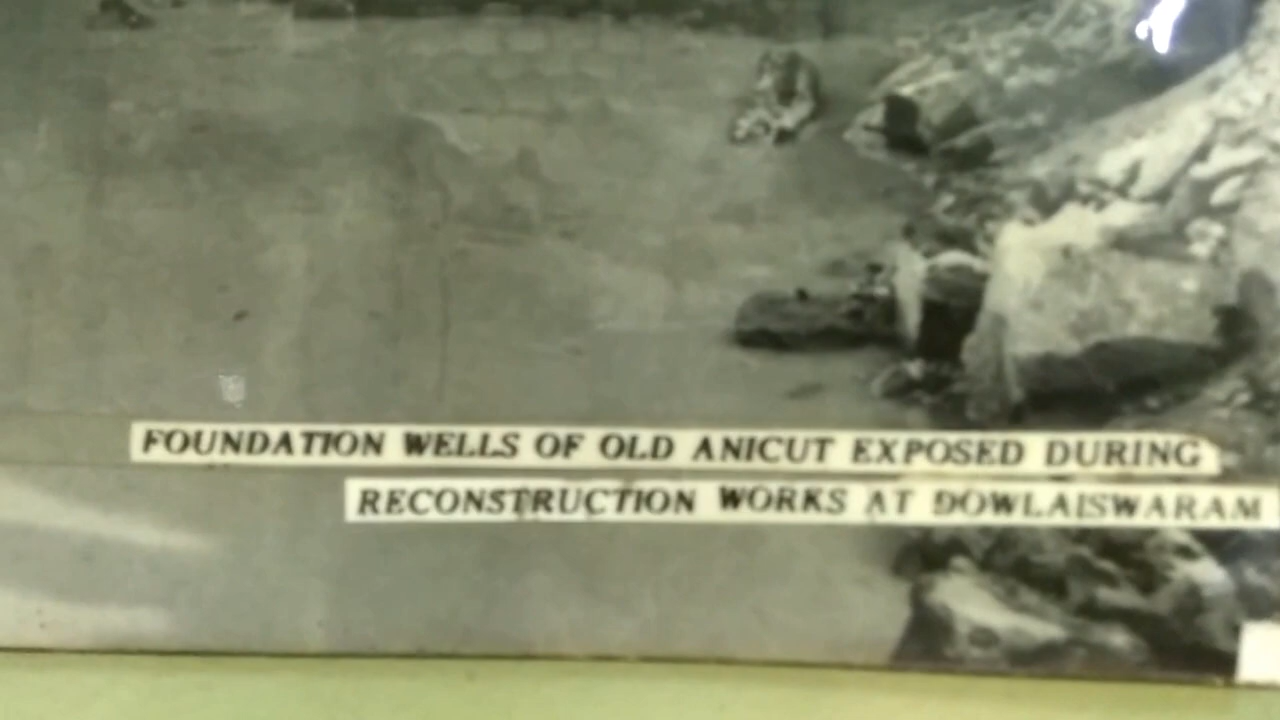 FOUNDATION WELLS OF OLD ANICUT EXPOSED DURING
RECONSTRUCTION WORKS AT DOWLAISWARAM